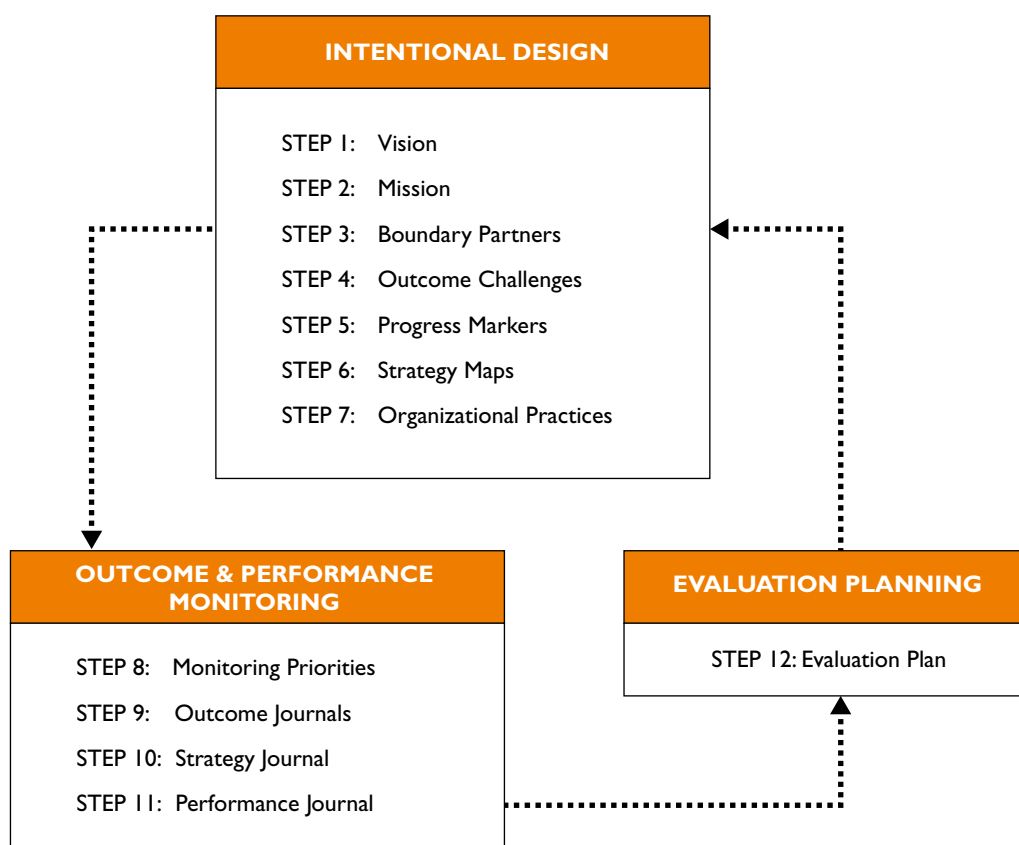 INTENTIONAL DESIGN
STEP 1: Vision
STEP 2: Mission
STEP 3: Boundary Partners
STEP 4: Outcome Challenges
STEP 5: Progress Markers
STEP 6: Strategy Maps
STEP 7: Organizational Practices
OUTCOME & PERFORMANCE
MONITORING
STEP 8: Monitoring Priorities
STEP 9: Outcome Journals
STEP 10: Strategy Journal
STEP 11: Performance Journal
EVALUATION PLANNING
STEP 12: Evaluation Plan